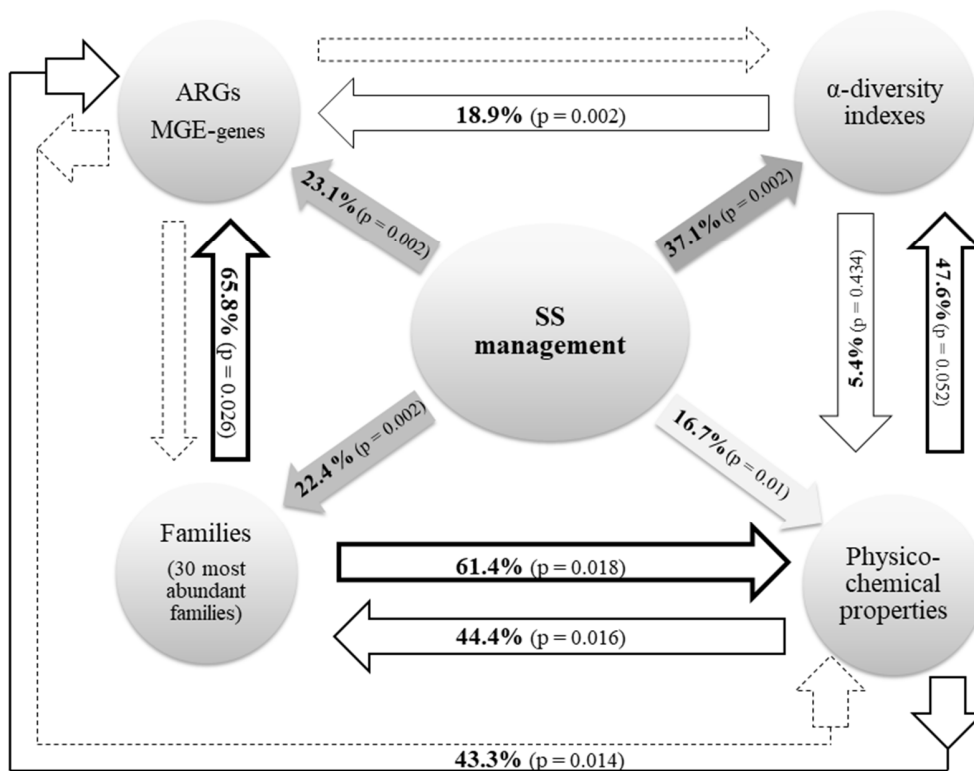 ARGs
MGE-genes
α-diversity
indexes
18.9% (p = 0.002)
23.1% (p = 0.002)
37.1% (p = 0.002)
65.8% (p = 0.026)
SS
management
5.4% (p = 0.434)
47.6% (p = 0.052)
22.4 % (p = 0.002)
16.7% (p = 0.01)
Families
(30 most
abundant
families)
61.4% (p = 0.018)
44.4% (p = 0.016)
Physico-
chemical
properties
43.3% (p = 0.014)